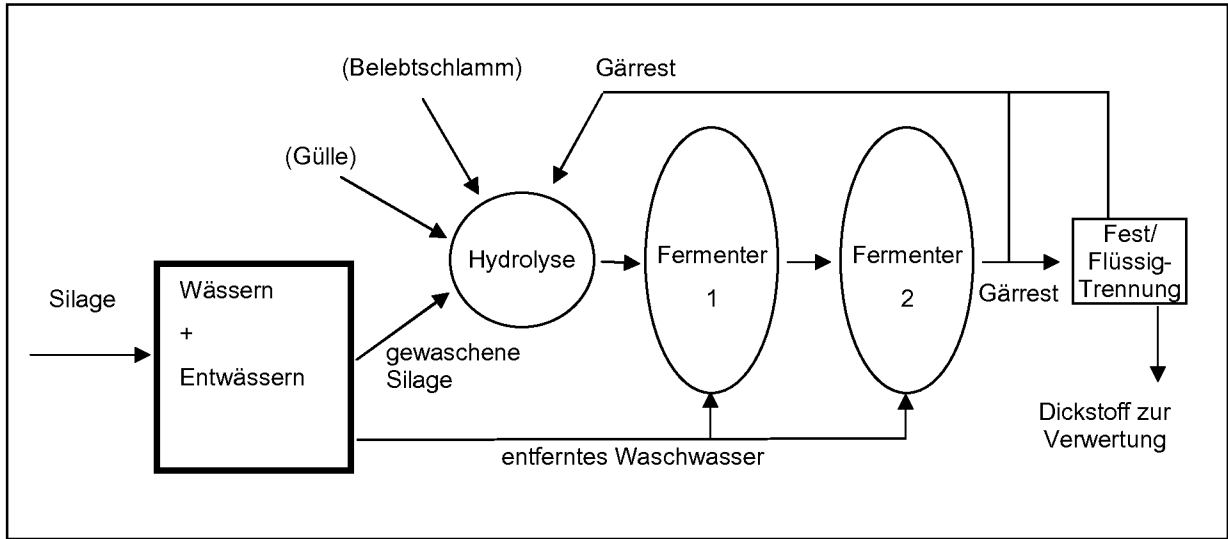 (Belebtschlamm)
Gärrest
(Gülle)
Hydrolyse
Fermenter
1
Fermenter
2
Gärrest
Fest/
Flüssig-
Trennung
Silage
Wässern
+
Entwässern
gewaschene
Silage
entferntes Waschwasser
Dickstoff zur
Verwertung